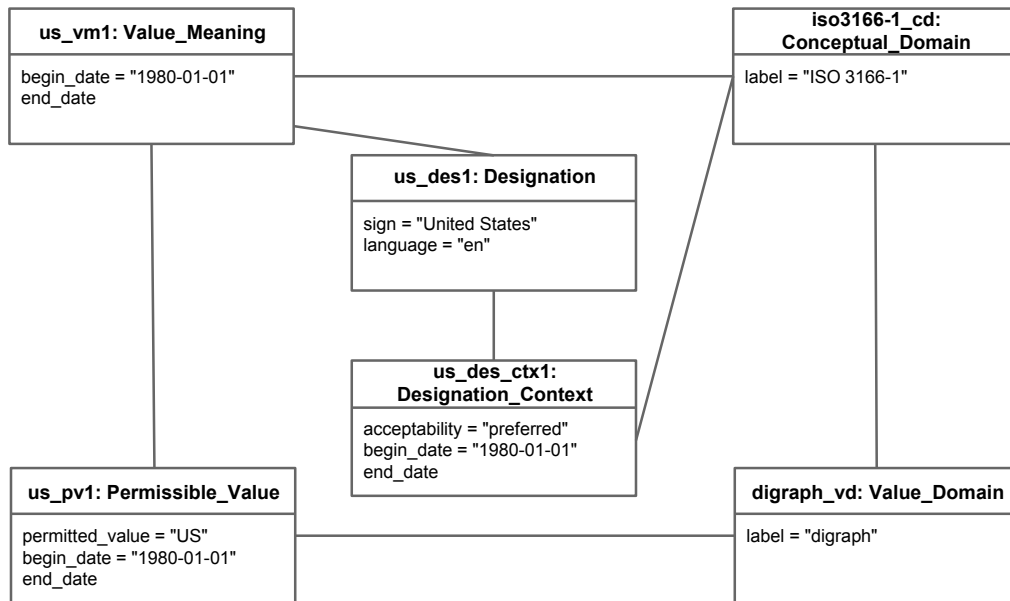 us_vm1: Value_Meaning
begin_date = "1980-01-01"
end_date
iso3166-1_cd:
Conceptual_Domain
label = "ISO 3166-1"
us_des1: Designation
sign = "United States"
language = "en"
us_des_ctx1:
Designation_Context
acceptability = "preferred"
begin_date = "1980-01-01"
end_date
us_pv1: Permissible_Value
permitted_value = "US"
begin_date = "1980-01-01"
end_date
digraph_vd: Value_Domain
label = "digraph"